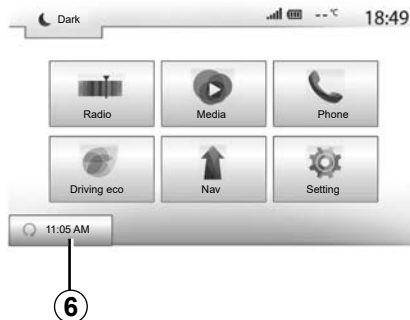 Dark
--°C 18:49
Radio Media Phone
Driving eco Nav Setting
11:05 AM
6